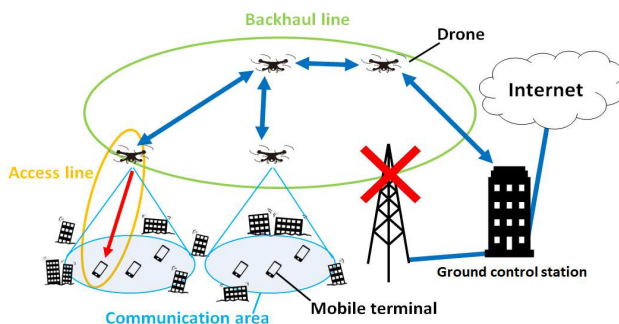 Backhaul line
Drone
Internet
Access line
Ground control station
Mobile terminal
Communication area